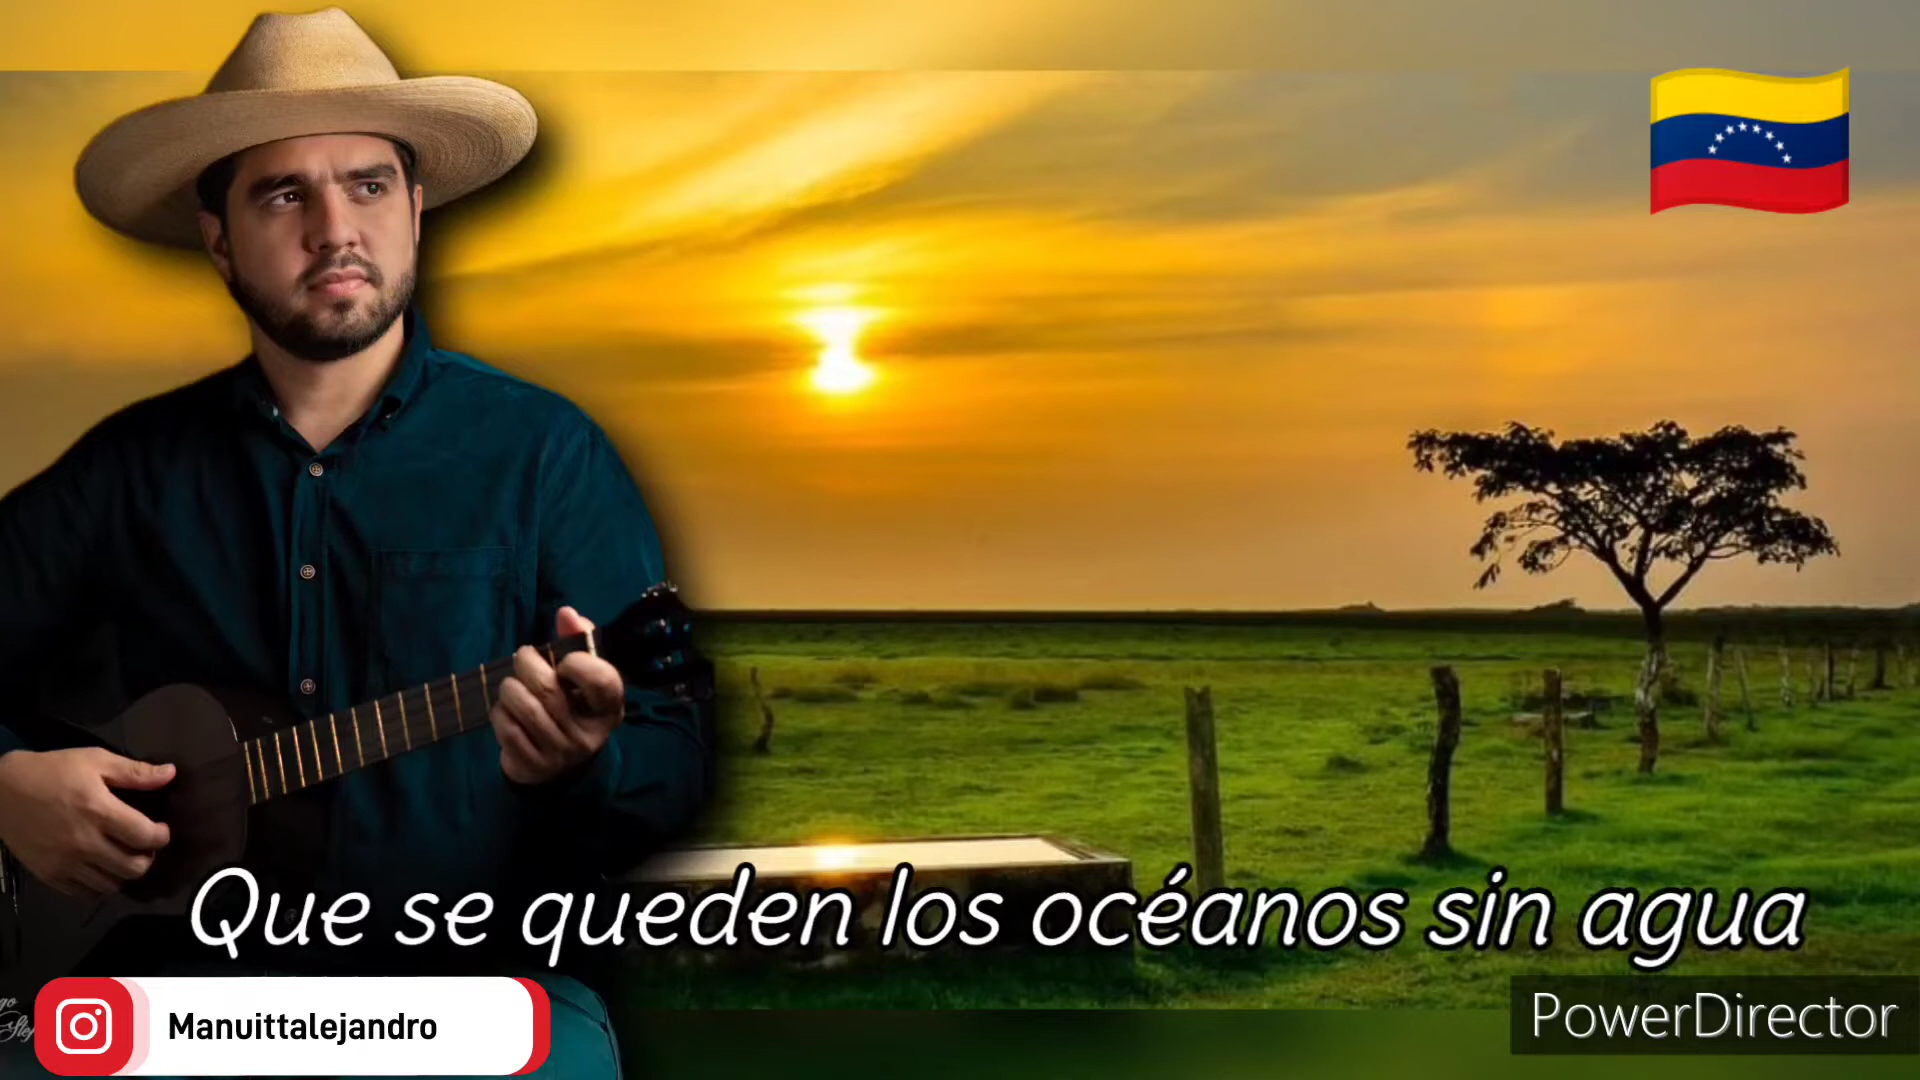 Que se queden los océanos sin agua
Manuittalejandro
PowerDirector